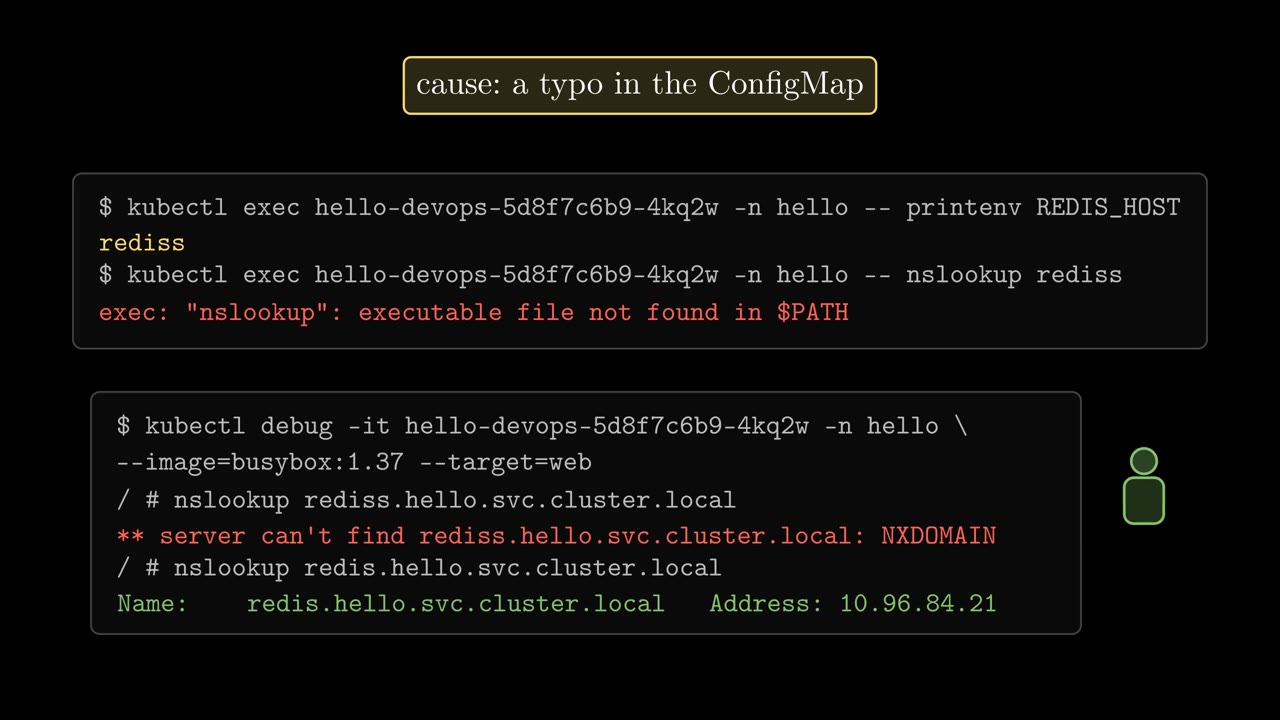 cause: a typo in the ConfigMap
$ kubectl exec hello-devops-5d8f7c6b9-4kq2w -n hello -- printenv REDIS_HOST
rediss
$ kubectl exec hello-devops-5d8f7c6b9-4kq2w -n hello -- nslookup rediss
exec: "nslookup": executable file not found in $PATH
$ kubectl debug -it hello-devops-5d8f7c6b9-4kq2w -n hello \
--image=busybox:1.37 --target=web
/ # nslookup rediss.hello.svc.cluster.local
** server can't find rediss.hello.svc.cluster.local: NXDOMAIN
/ # nslookup redis.hello.svc.cluster.local
Name:    redis.hello.svc.cluster.local   Address: 10.96.84.21